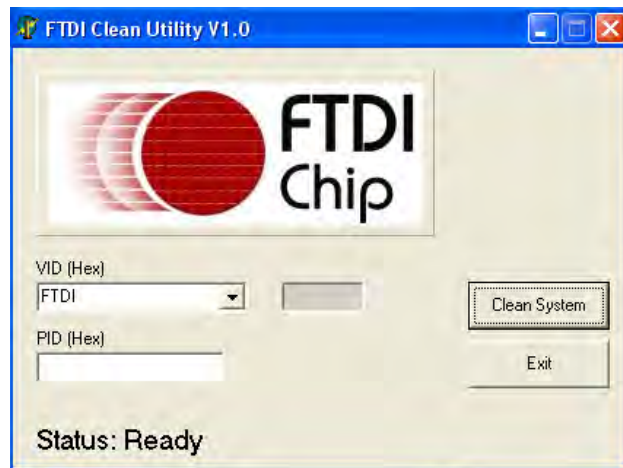 FTDI Clean Utility V1.0
FTDI
Chip
VID (Hex)
FTDI
Clean System
PID (Hex)
Exit
Status: Ready